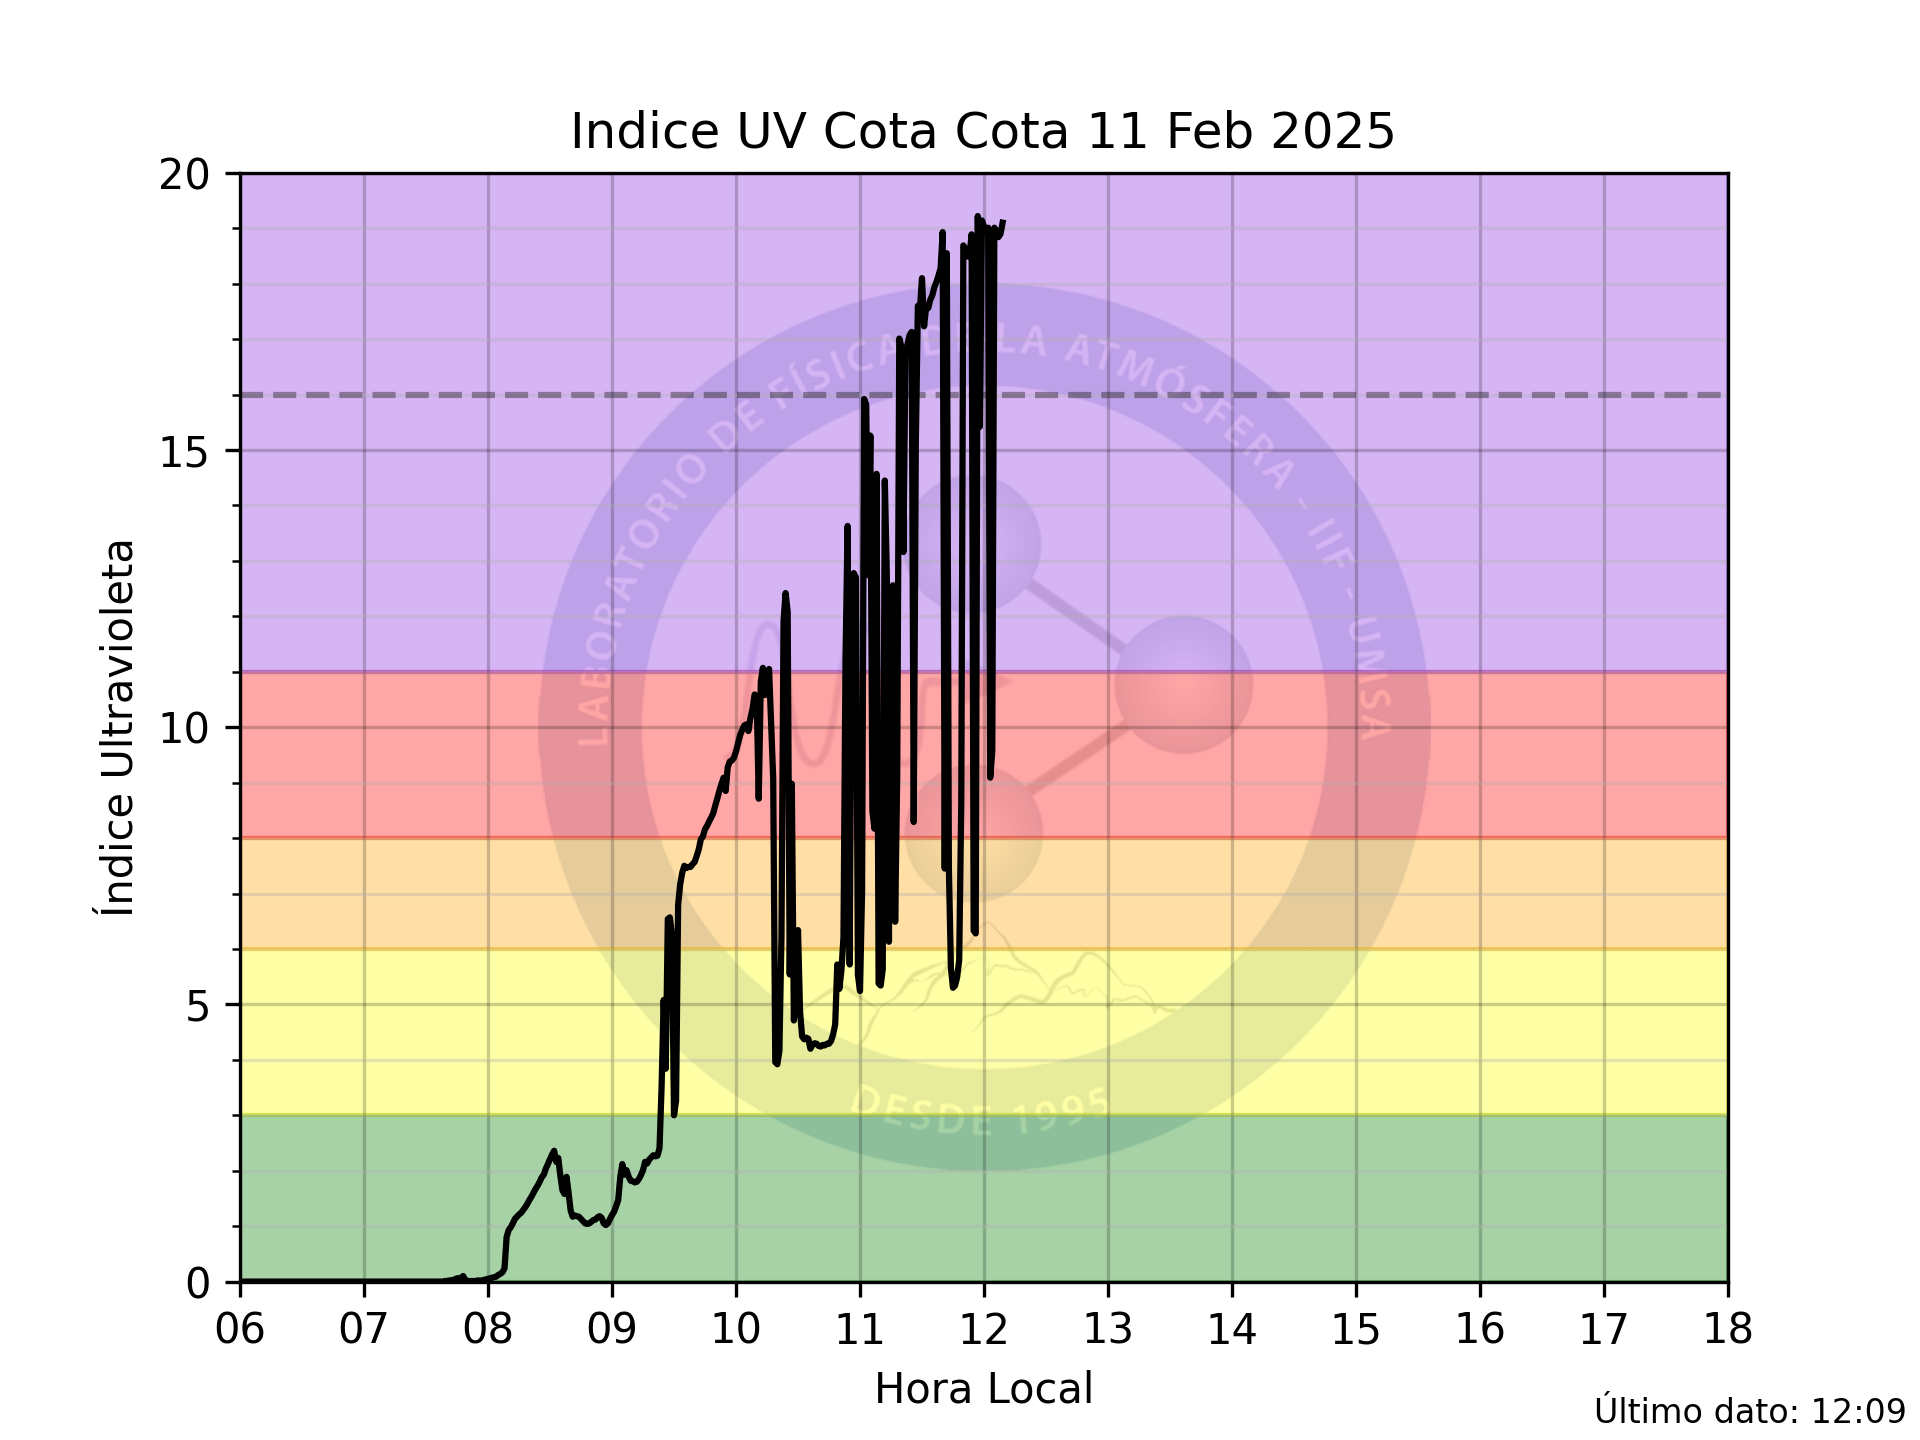 Indice UV Cota Cota 11 Feb 2025
20
15
10
5
0
Índice Ultravioleta
LABORATORIO DE FÍSICA DE LA ATMÓSFERA - IIF - UMSA
DESDE 1995
06 07 08 09 10 11 12 13 14 15 16 17 18
Hora Local
Último dato: 12:09